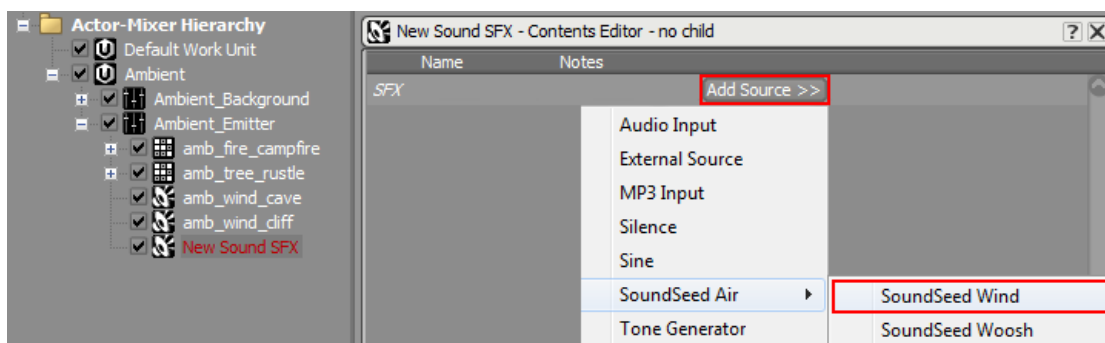 Actor-Mixer Hierarchy
Default Work Unit
Ambient
Ambient_Background
Ambient_Emitter
amb_fire_campfire
amb_tree_rustle
amb_wind_cave
amb_wind_cliff
New Sound SFX
New Sound SFX - Contents Editor - no child
? X
Name Notes
SFX Add Source >>
Audio Input
External Source
MP3 Input
Silence
Sine
SoundSeed Air
Tone Generator
SoundSeed Wind
SoundSeed Woosh